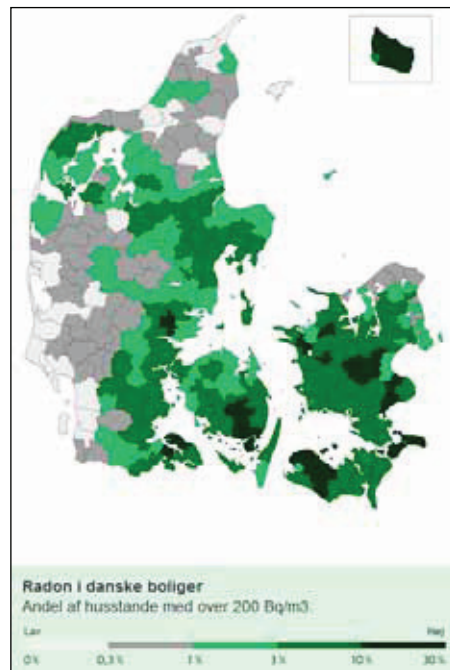 Radon i danske boliger
Andel af husstande med over 200 Bq/m3.
Lav Høj
0% 0,3% 1% 3% 10% 30%